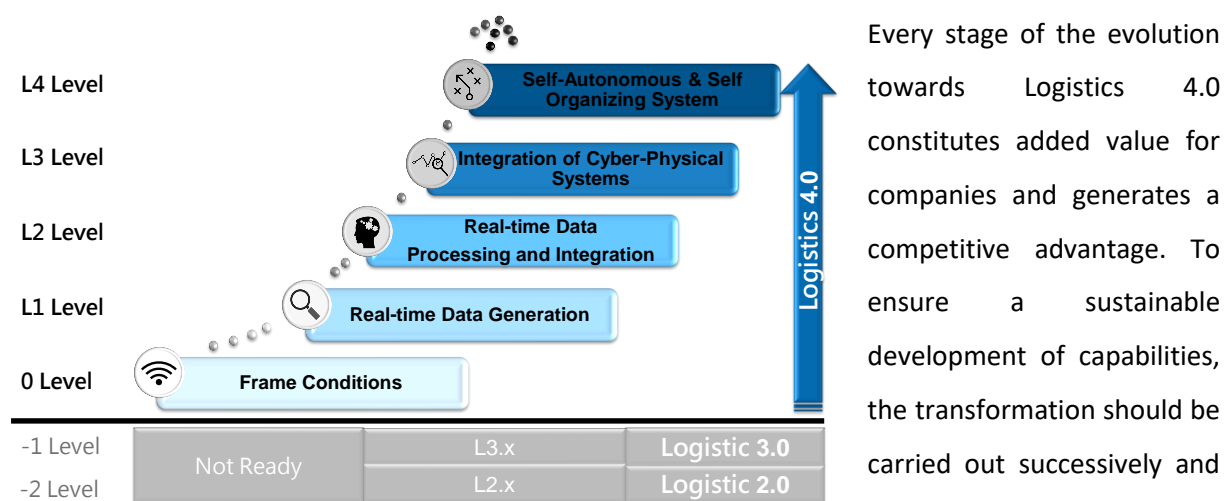 L4 Level
Self-Autonomous & Self
Organizing System
L3 Level
Integration of Cyber-Physical
Systems
L2 Level
Real-time Data
Processing and Integration
L1 Level
Real-time Data Generation
0 Level
Frame Conditions
Logistics 4.0
-1 Level
-2 Level
Not Ready
L3.x
Logistic 3.0
L2.x
Logistic 2.0
Every stage of the evolution
towards Logistics 4.0
constitutes added value for
companies and generates a
competitive advantage. To
ensure a sustainable
development of capabilities,
the transformation should be
carried out successively and